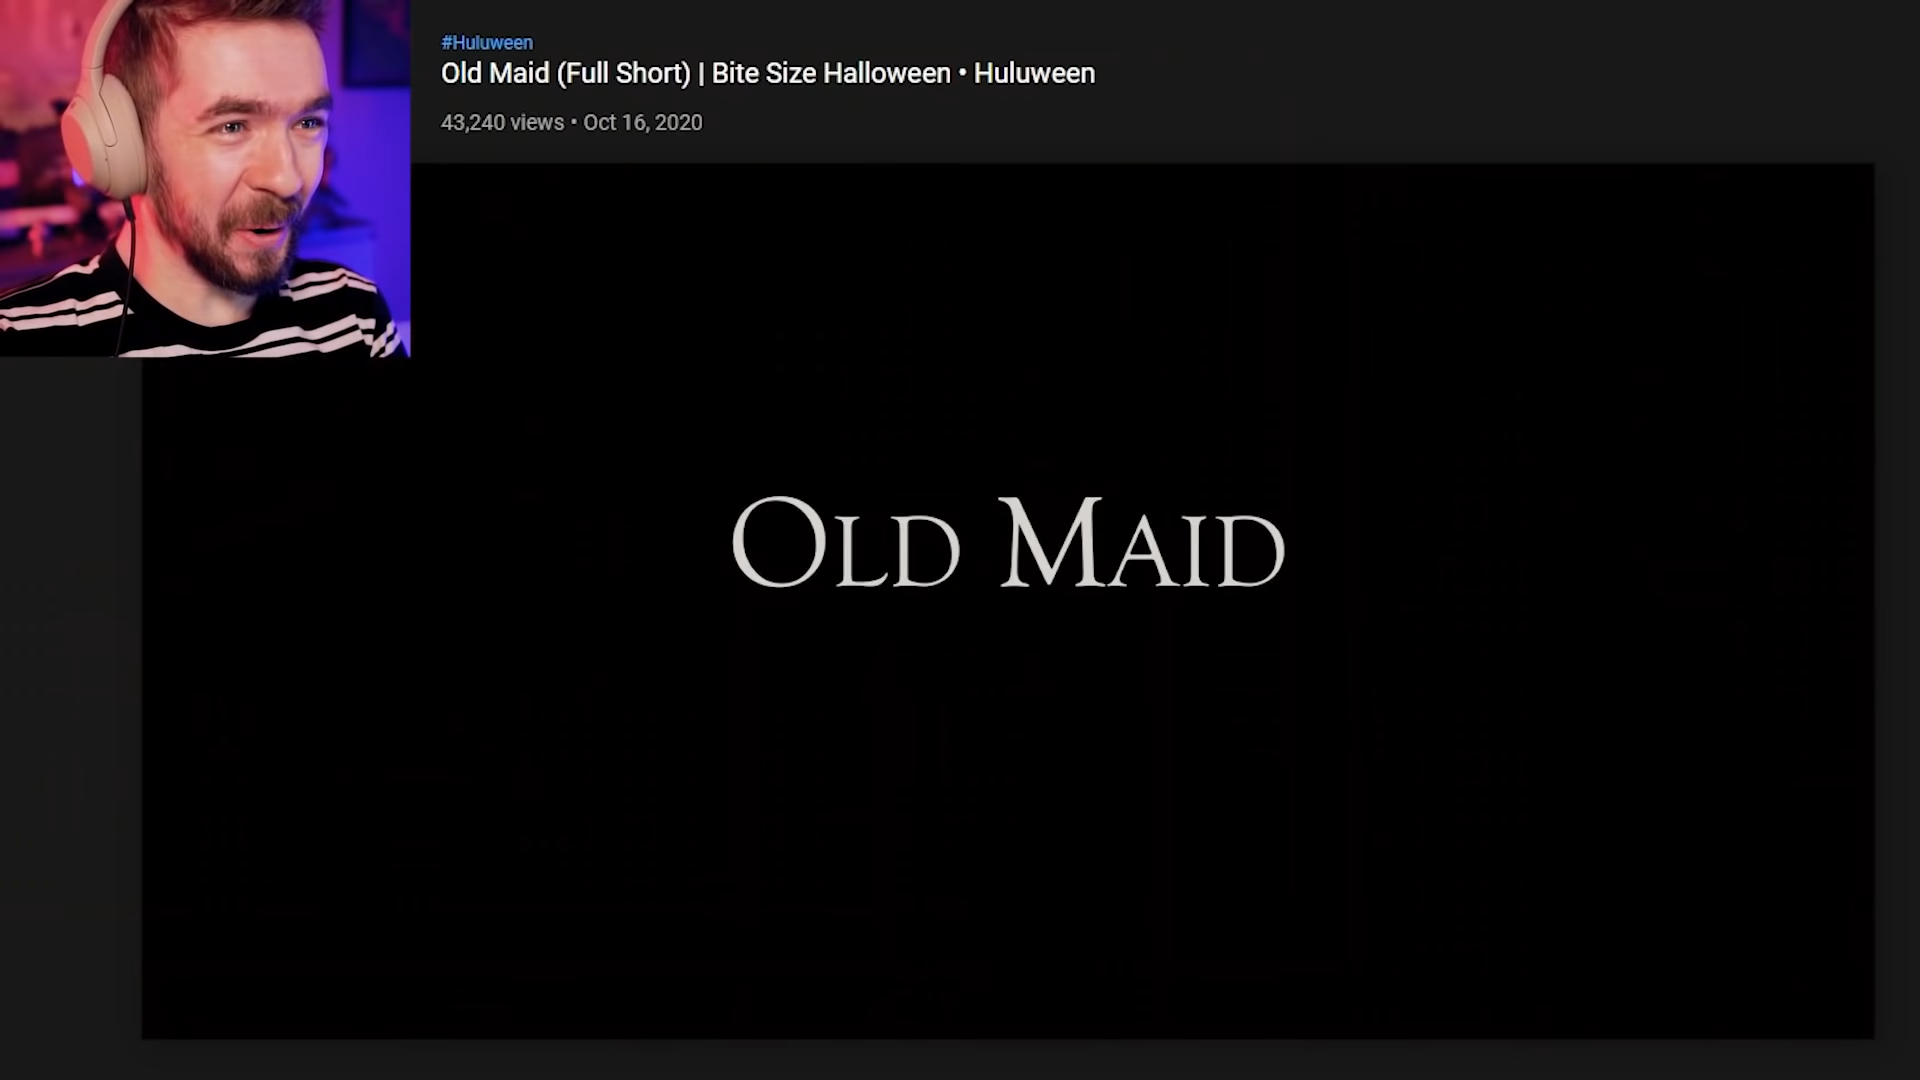 #Huluween
Old Maid (Full Short) | Bite Size Halloween • Huluween
43,240 views • Oct 16, 2020
OLD MAID